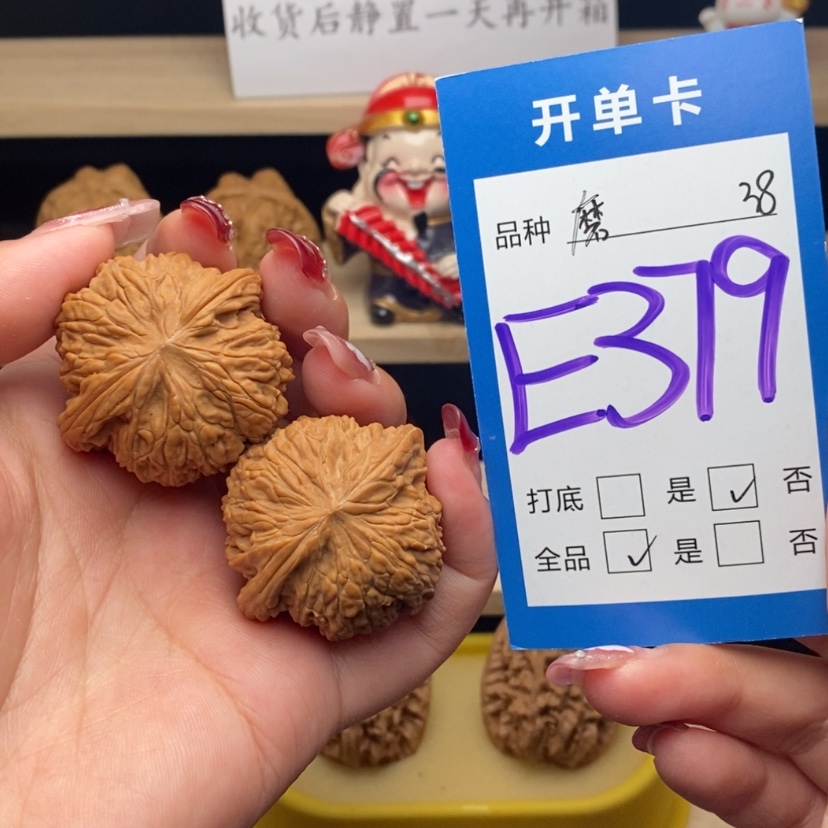 收货后静置一天再开箱
开单卡
品种 磨 38
E379
打底 是 ✓ 否
全品 ✓ 是 否